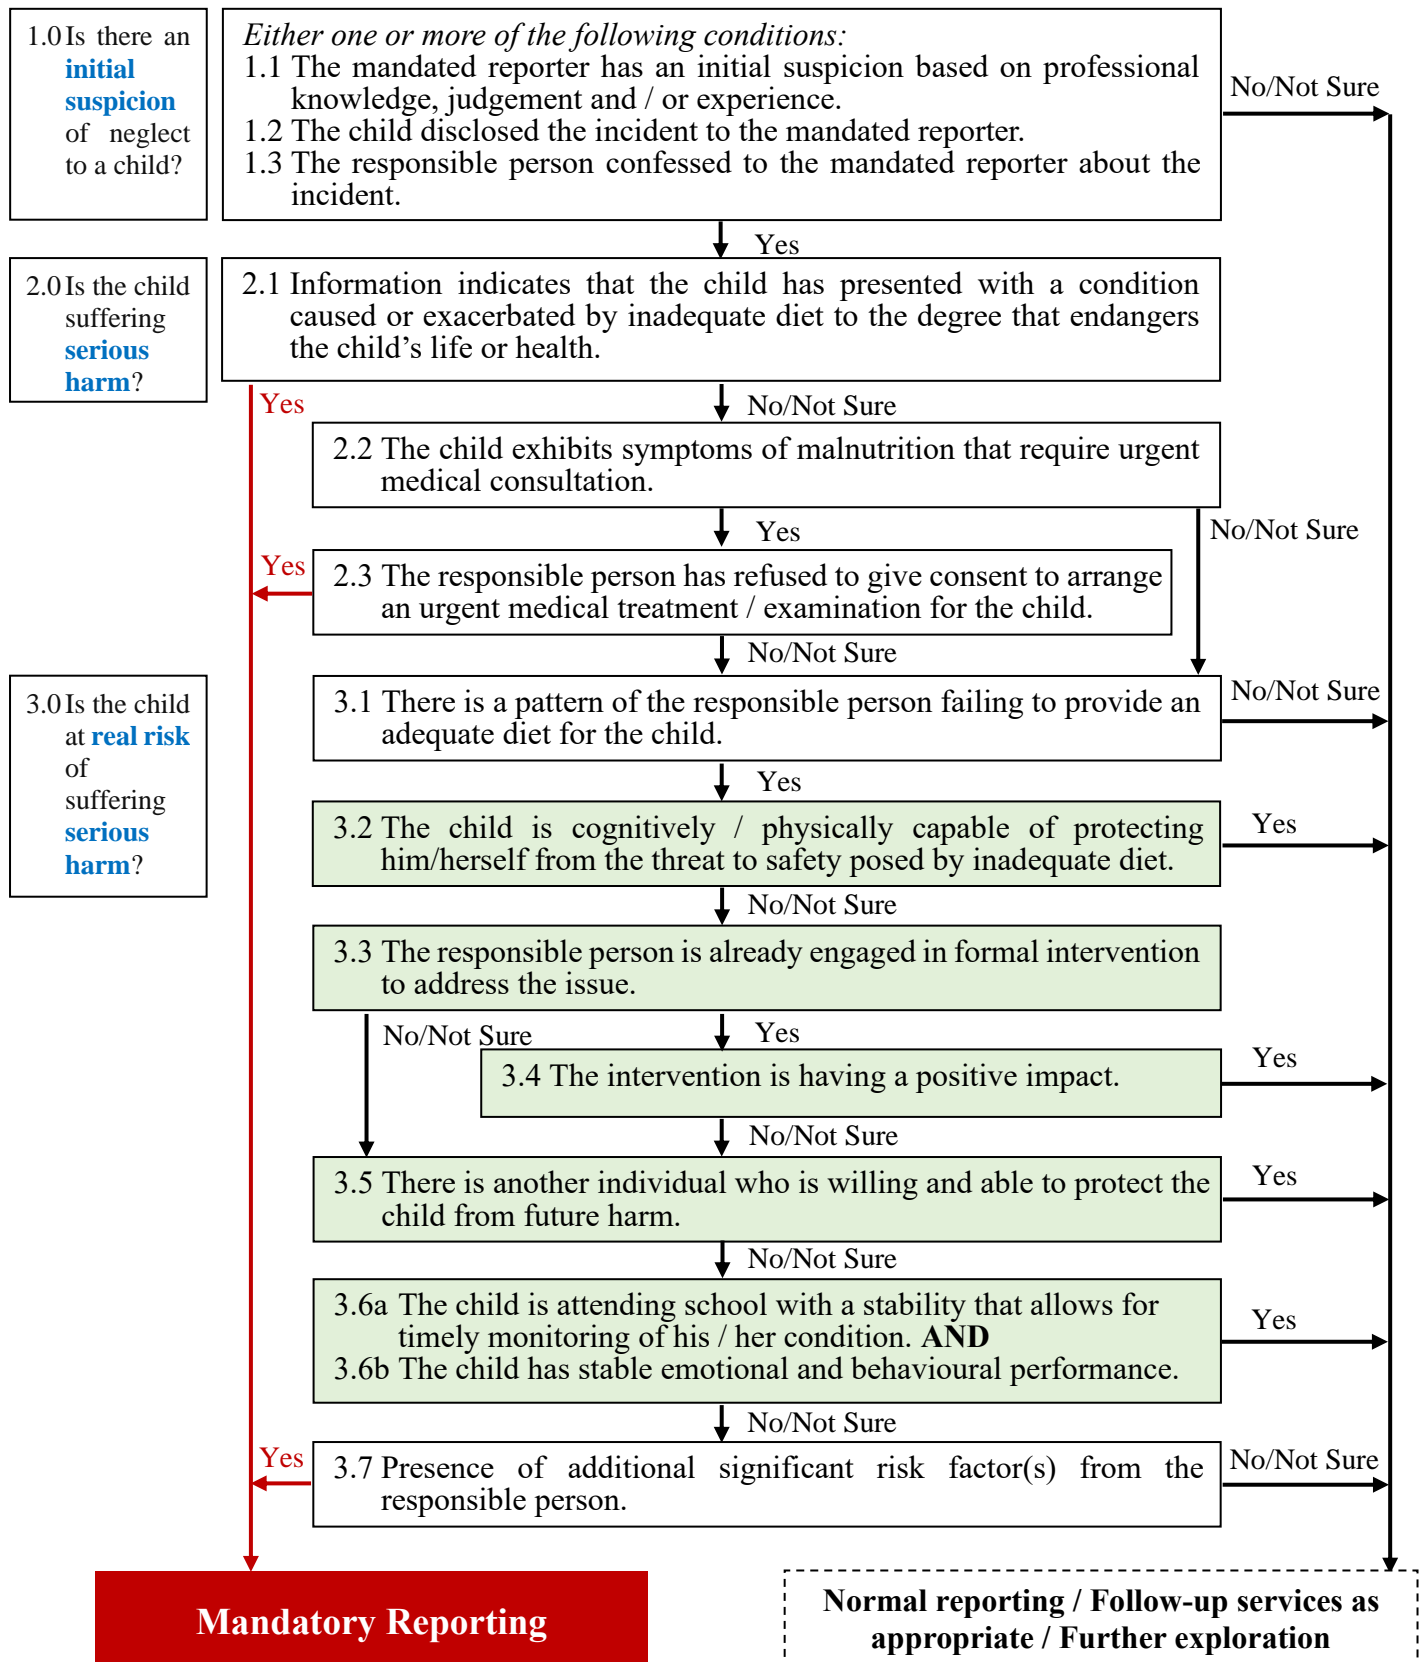 1.0 Is there an
initial
suspicion
of neglect
to a child?
Either one or more of the following conditions:
1.1 The mandated reporter has an initial suspicion based on professional
knowledge, judgement and / or experience.
1.2 The child disclosed the incident to the mandated reporter.
1.3 The responsible person confessed to the mandated reporter about the
incident.
No/Not Sure
Yes
2.0 Is the child
suffering
serious
harm?
2.1 Information indicates that the child has presented with a condition
caused or exacerbated by inadequate diet to the degree that endangers
the child’s life or health.
Yes
No/Not Sure
2.2 The child exhibits symptoms of malnutrition that require urgent
medical consultation.
Yes
No/Not Sure
Yes
2.3 The responsible person has refused to give consent to arrange
an urgent medical treatment / examination for the child.
No/Not Sure
3.0 Is the child
at real risk
of
suffering
serious
harm?
3.1 There is a pattern of the responsible person failing to provide an
adequate diet for the child.
No/Not Sure
Yes
3.2 The child is cognitively / physically capable of protecting
him/herself from the threat to safety posed by inadequate diet.
Yes
No/Not Sure
3.3 The responsible person is already engaged in formal intervention
to address the issue.
No/Not Sure
Yes
3.4 The intervention is having a positive impact.
Yes
No/Not Sure
3.5 There is another individual who is willing and able to protect the
child from future harm.
Yes
No/Not Sure
3.6a The child is attending school with a stability that allows for
timely monitoring of his / her condition. AND
3.6b The child has stable emotional and behavioural performance.
Yes
No/Not Sure
Yes
3.7 Presence of additional significant risk factor(s) from the
responsible person.
No/Not Sure
Mandatory Reporting
Normal reporting / Follow-up services as
appropriate / Further exploration